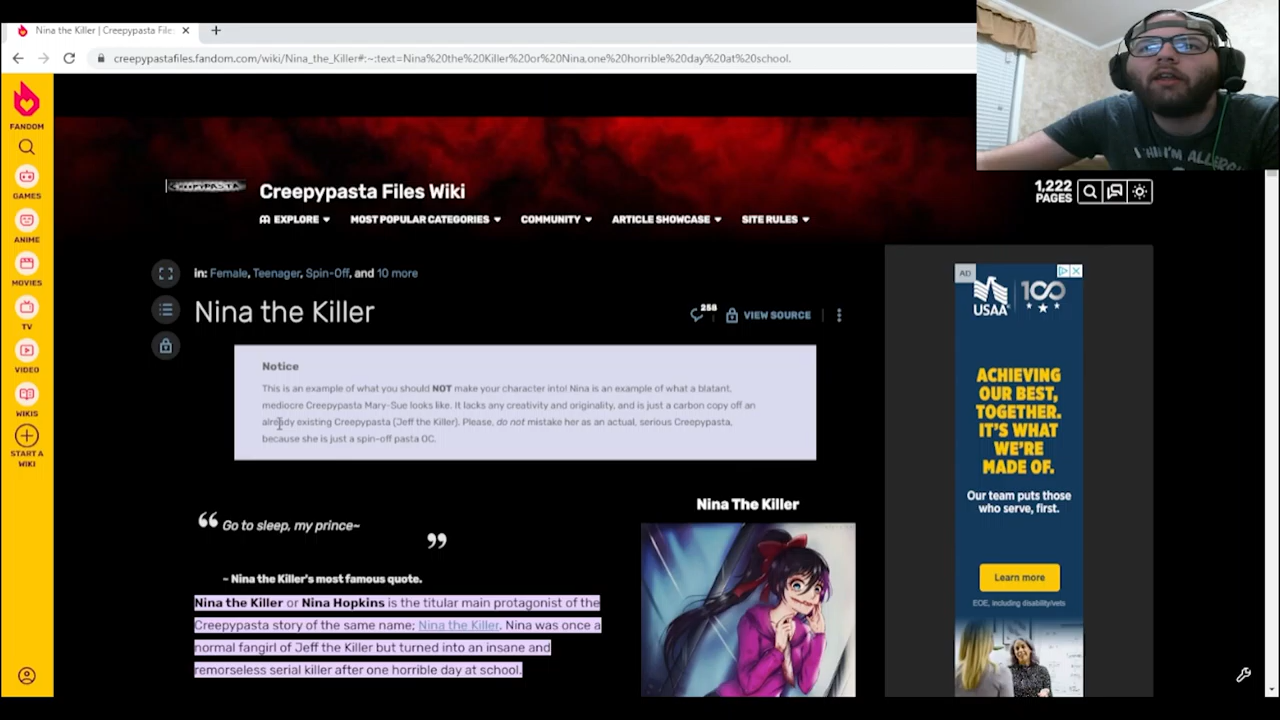 Nina the Killer | Creepypasta File
creepypastafiles.fandom.com/wiki/Nina_the_Killer#:~:text=Nina%20the%20Killer%20or%20Nina,one%20horrible%20day%20at%20school.
FANDOM
GAMES
ANIME
MOVIES
TV
VIDEO
WIKIS
START A
WIKI
CREEPYPASTA
Creepypasta Files Wiki
1,222
PAGES
EXPLORE
MOST POPULAR CATEGORIES
COMMUNITY
ARTICLE SHOWCASE
SITE RULES
in: Female, Teenager, Spin-Off, and 10 more
Nina the Killer
258
VIEW SOURCE
Notice
This is an example of what you should NOT make your character into! Nina is an example of what a blatant,
mediocre Creepypasta Mary-Sue looks like. It lacks any creativity and originality, and is just a carbon copy off an
already existing Creepypasta (Jeff the Killer). Please, do not mistake her as an actual, serious Creepypasta,
because she is just a spin-off pasta OC.
“ Go to sleep, my prince~
”
~ Nina the Killer's most famous quote.
Nina the Killer or Nina Hopkins is the titular main protagonist of the
Creepypasta story of the same name; Nina the Killer. Nina was once a
normal fangirl of Jeff the Killer but turned into an insane and
remorseless serial killer after one horrible day at school.
Nina The Killer
AD
USAA
100
ACHIEVING
OUR BEST,
TOGETHER.
IT'S WHAT
WE'RE
MADE OF.
Our team puts those
who serve, first.
Learn more
EOE, including disability/vets
I'M ALLERG